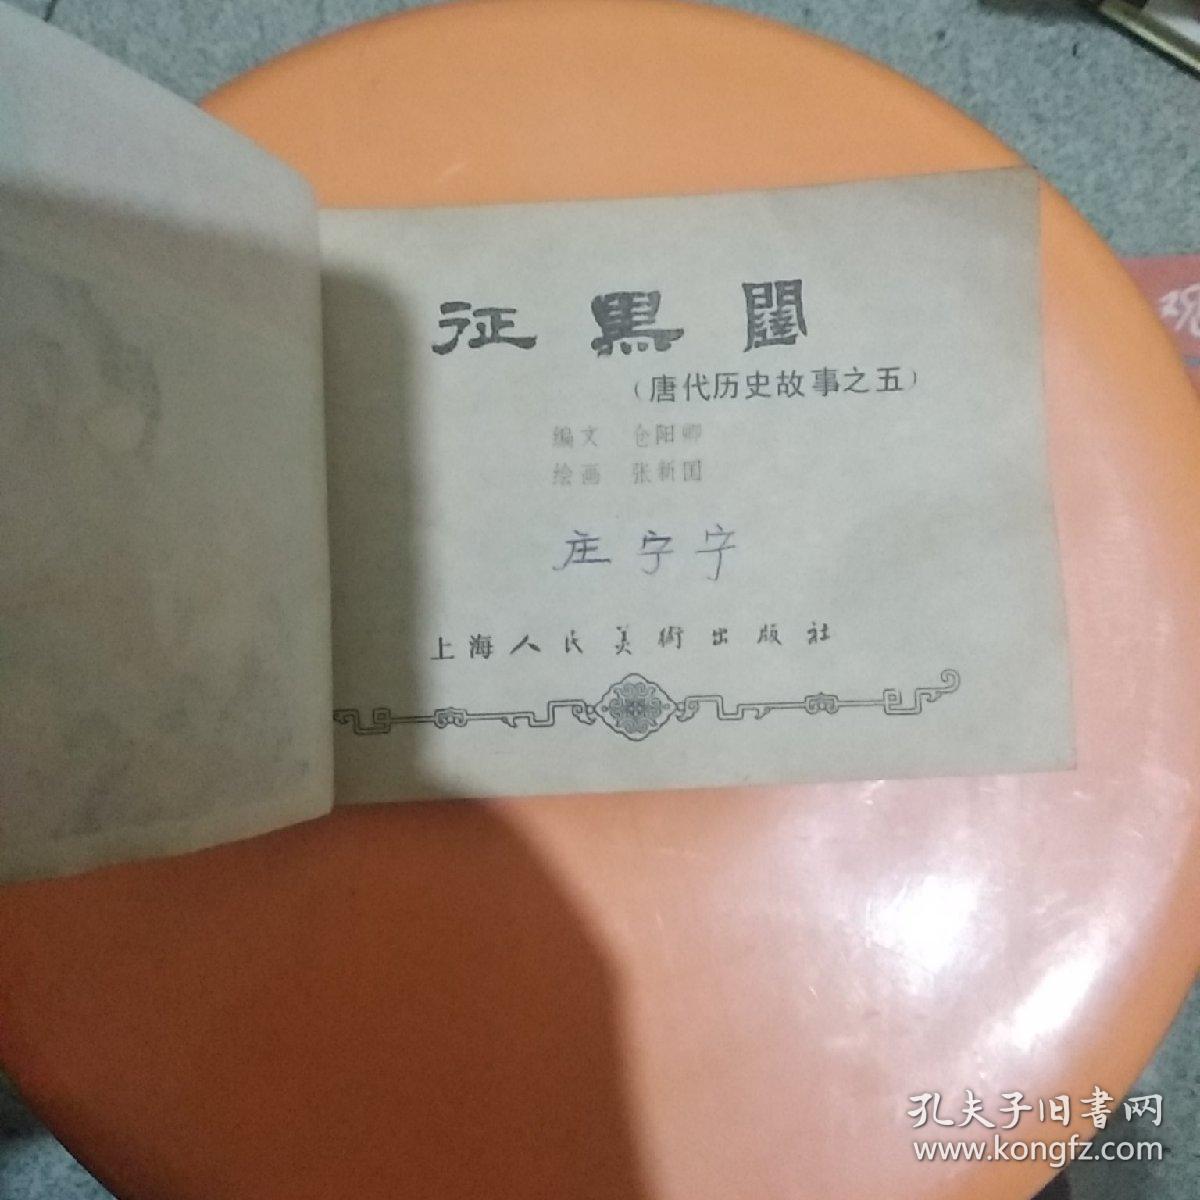 征黑闥
（唐代历史故事之五）
编文 仓阳卿
绘画 张新国
庄宁宁
上海人民美術出版社
观
孔夫子旧書网
www.kongfz.com